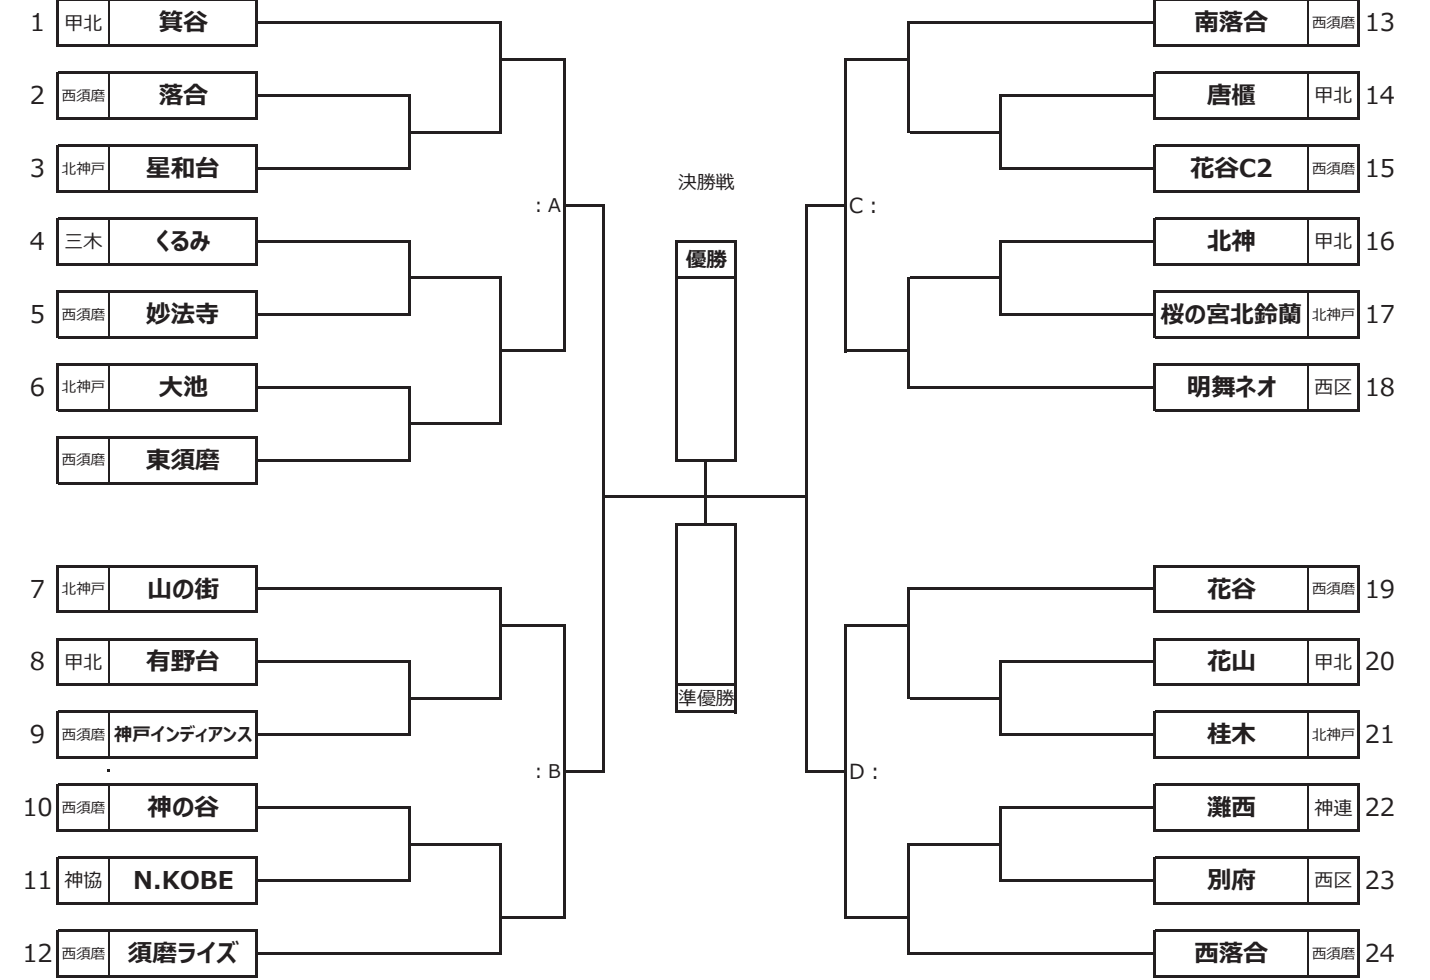 1 甲北 箕谷
2 西須磨 落合
3 北神戸 星和台
: A
4 三木 くるみ
5 西須磨 妙法寺
6 北神戸 大池
西須磨 東須磨
7 北神戸 山の街
8 甲北 有野台
9 西須磨 神戸インディアンス
: B
10 西須磨 神の谷
11 神協 N.KOBE
12 西須磨 須磨ライズ
決勝戦
優勝
準優勝
南落合 西須磨 13
唐櫃 甲北 14
花谷C2 西須磨 15
C :
北神 甲北 16
桜の宮北鈴蘭 北神戸 17
明舞ネオ 西区 18
花谷 西須磨 19
花山 甲北 20
桂木 北神戸 21
D :
灘西 神連 22
別府 西区 23
西落合 西須磨 24